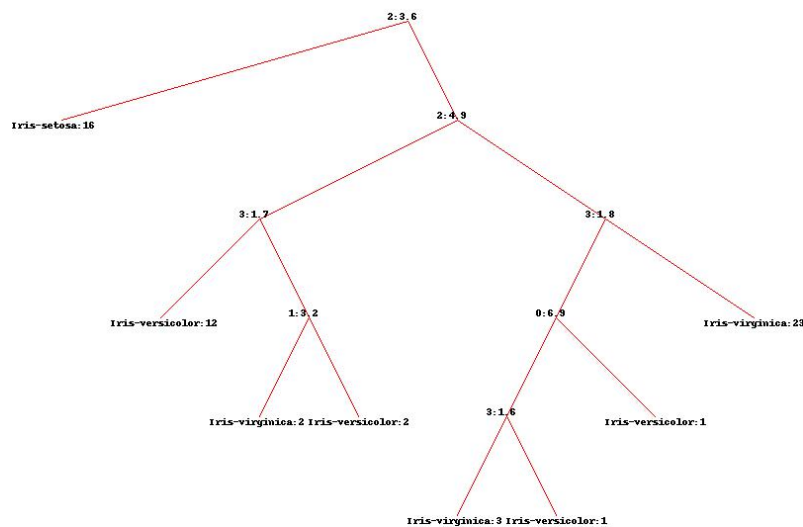 2:3.6
Iris-setosa:16
2:4.9
3:1.7
3:1.8
Iris-versicolor:12
1:3.2
0:6.9
Iris-virginica:23
Iris-virginica:2
Iris-versicolor:2
3:1.6
Iris-versicolor:1
Iris-virginica:3
Iris-versicolor:1